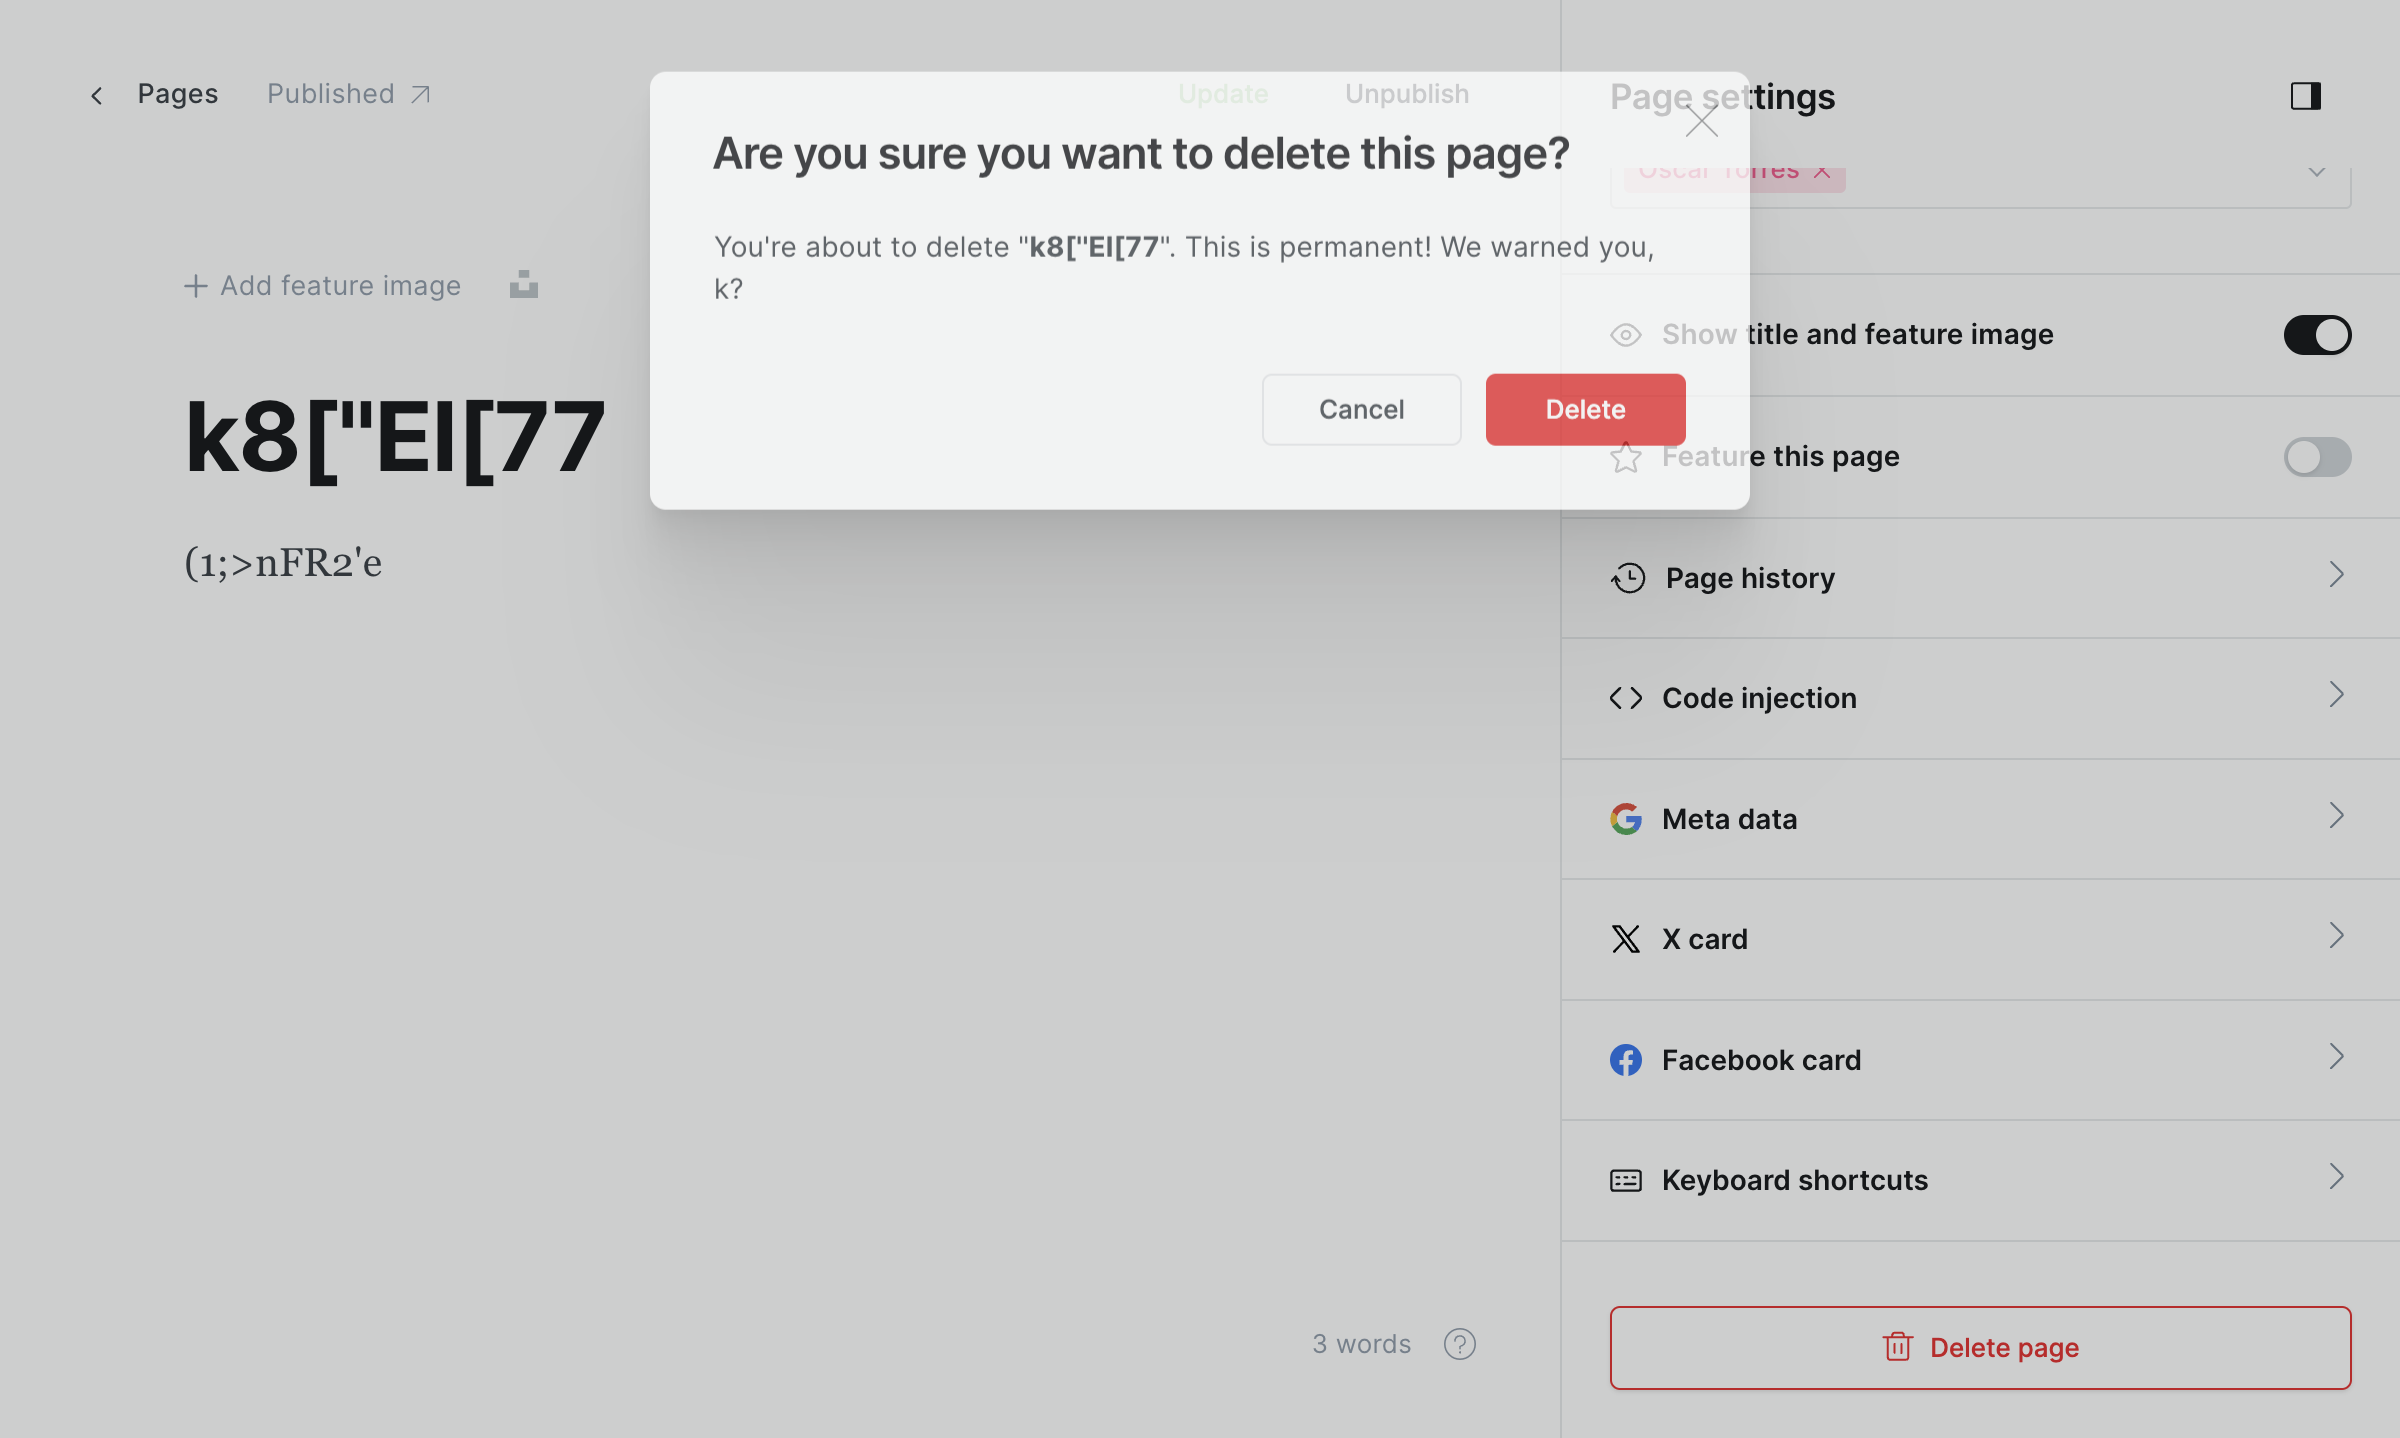 Pages
Published
Update
Unpublish
Page settings
Are you sure you want to delete this page?
Oscar Torres
You're about to delete "k8["El[77". This is permanent! We warned you,
k?
Cancel
Delete
Add feature image
k8["El[77
(1;>nFR2'e
Show title and feature image
Feature this page
Page history
Code injection
Meta data
X card
Facebook card
Keyboard shortcuts
3 words
?
Delete page